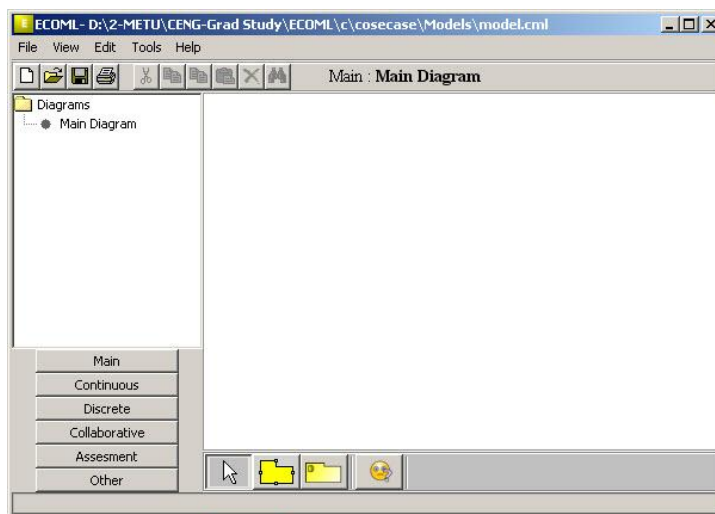 ECOML- D:\2-METU\CENG-Grad Study\ECOML\c\cosecase\Models\model.cml
File View Edit Tools Help
Main : Main Diagram
Diagrams
Main Diagram
Main
Continuous
Discrete
Collaborative
Assesment
Other